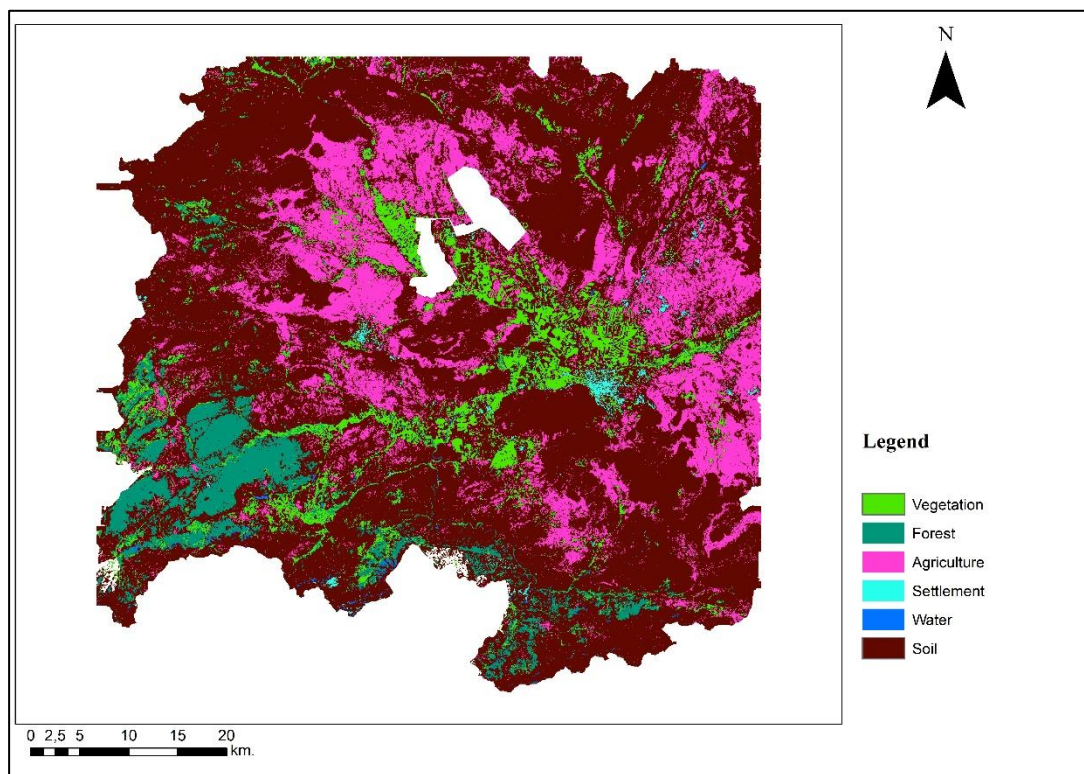 N
Legend
Vegetation
Forest
Agriculture
Settlement
Water
Soil
0 2,5 5 10 15 20
km.